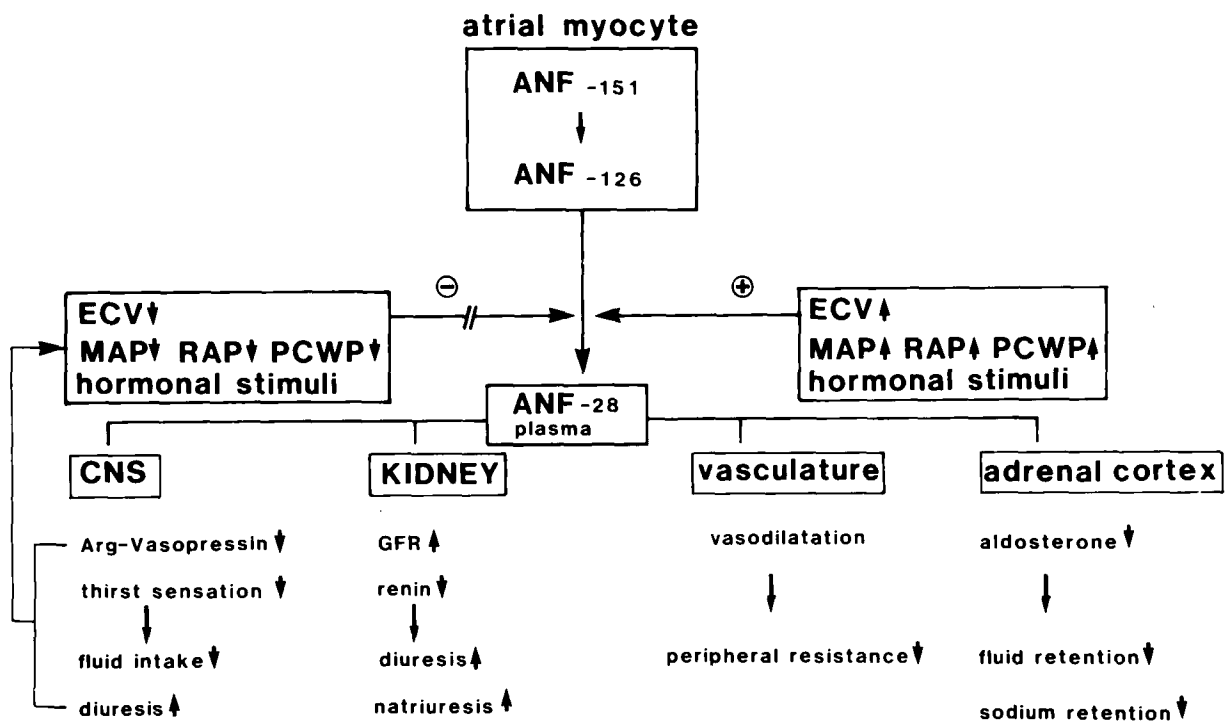 atrial myocyte
ANF -151
↓
ANF -126
⊖
⊕
ECV↓
MAP↓ RAP↓ PCWP↓
hormonal stimuli
ECV↑
MAP↑ RAP↑ PCWP↑
hormonal stimuli
ANF -28
plasma
CNS
Arg-Vasopressin ↓
thirst sensation ↓
↓
fluid intake ↓
diuresis ↑
KIDNEY
GFR ↑
renin ↓
↓
diuresis ↑
natriuresis ↑
vasculature
vasodilatation
↓
peripheral resistance ↓
adrenal cortex
aldosterone ↓
↓
fluid retention ↓
sodium retention ↓